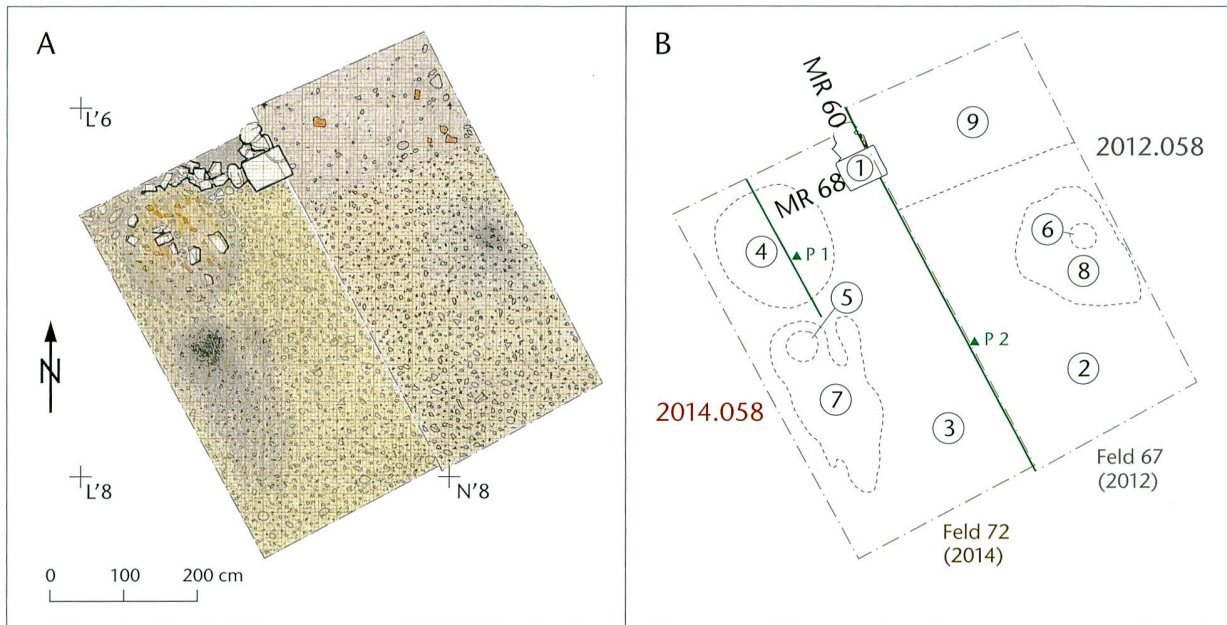 A
L'6
N
L'8
N'8
0 100 200 cm
B
MR 60
9
2012.058
1
MR 68
4
P 1
6
8
5
P 2
2
7
2014.058
3
Feld 67
(2012)
Feld 72
(2014)